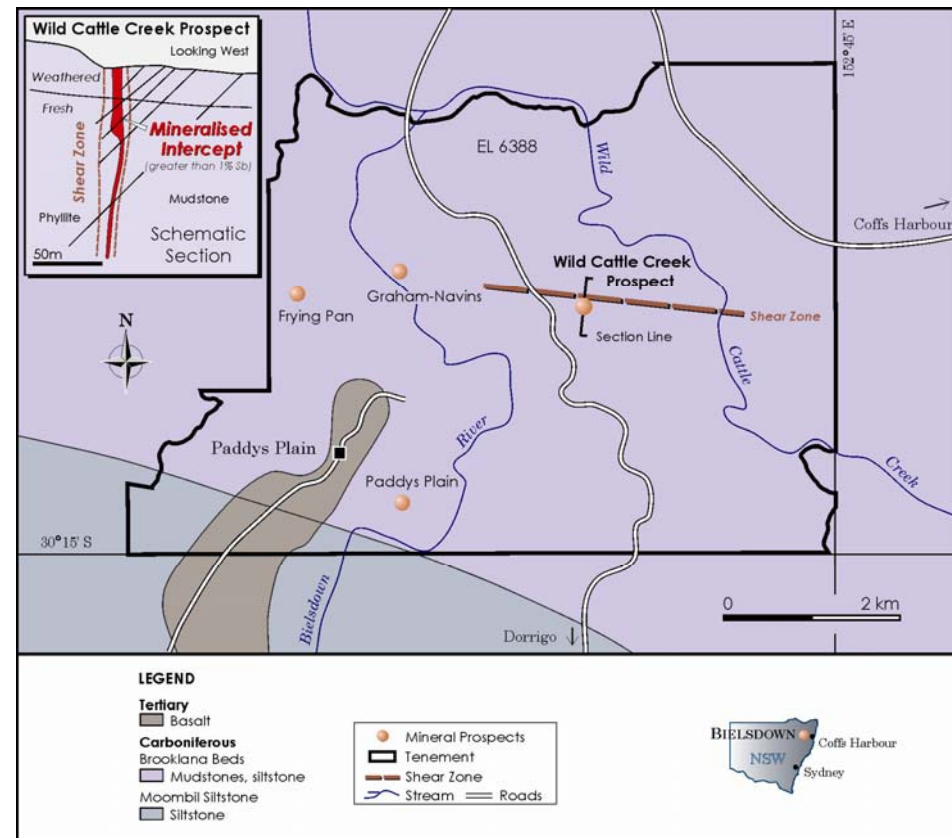 Wild Cattle Creek Prospect
Looking West
Weathered
Fresh
Shear Zone
Mineralised
Intercept
(greater than 1% Sb)
Phyllite
Mudstone
Schematic
Section
50m
152°45' E
EL 6388
Wild
Coffs Harbour
Wild Cattle Creek
Prospect
Graham-Navins
Frying Pan
Shear Zone
Section Line
N
Cattle
River
Paddys Plain
Creek
Paddys Plain
30°15' S
0 2 km
Bielsdown
Dorrigo
LEGEND
Tertiary
Basalt
Carboniferous
Brooklana Beds
Mudstones, siltstone
Moombil Siltstone
Siltstone
Mineral Prospects
Tenement
Shear Zone
Stream Roads
BIELSDOWN
Coffs Harbour
NSW
Sydney